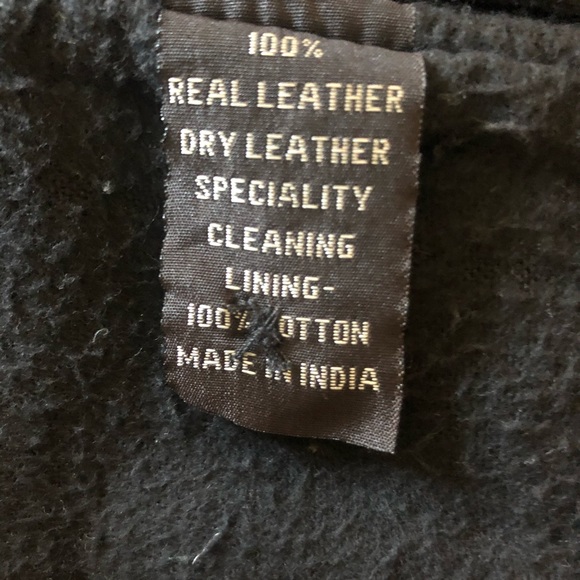 100%
REAL LEATHER
DRY LEATHER
SPECIALITY
CLEANING
LINING-
100% COTTON
MADE IN INDIA